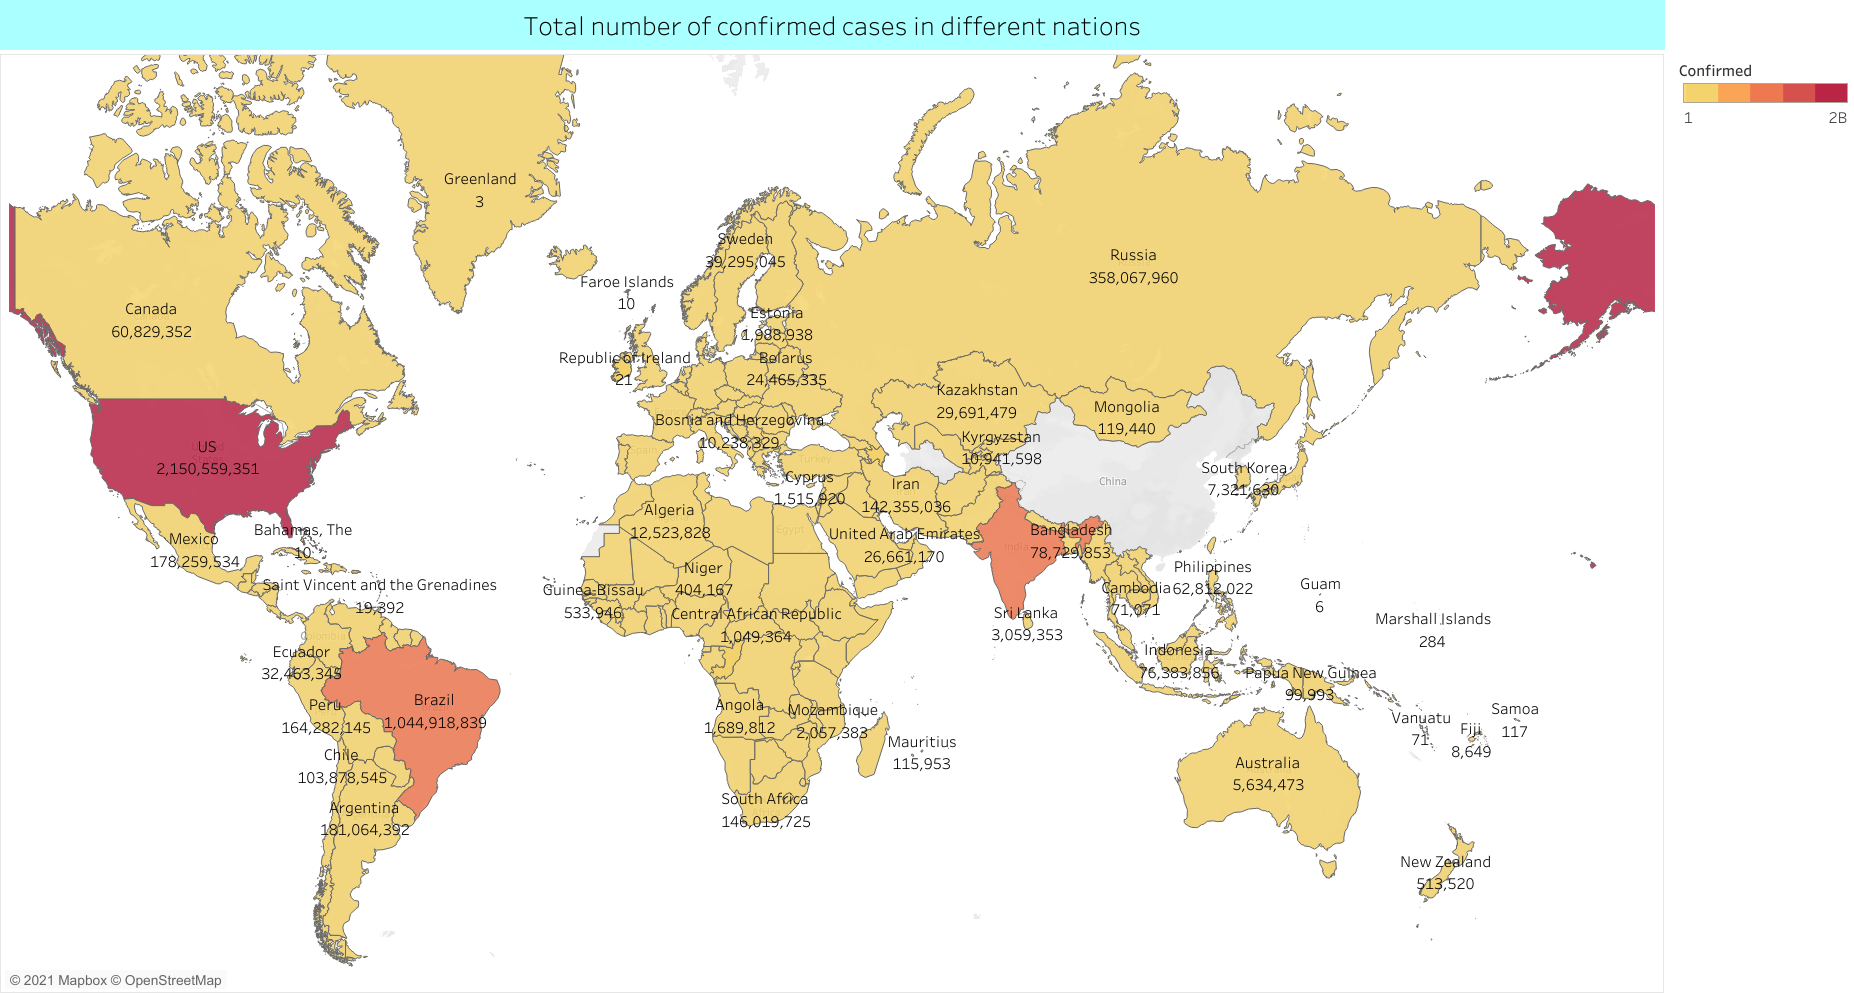 Total number of confirmed cases in different nations
Confirmed
1
2B
Greenland
3
Sweden
39,295,045
Russia
358,067,960
Faroe Islands
10
Canada
60,829,352
Estonia
1,988,938
Republic of Ireland
21
Belarus
24,465,335
Kazakhstan
29,691,479
Mongolia
119,440
Bosnia and Herzegovina
10,238,329
Kyrgyzstan
10,941,598
US
2,150,559,351
Spain
Turkey
South Korea
7,321,630
China
Cyprus
1,515,920
Iran
142,355,036
Algeria
12,523,828
Egypt
Bahamas, The
10
Mexico
178,259,534
United Arab Emirates
26,661,170
Bangladesh
78,729,853
India
Niger
404,167
Philippines
62,812,022
Saint Vincent and the Grenadines
19,392
Guinea-Bissau
533,946
Cambodia
71,071
Guam
6
Central African Republic
1,049,364
Sri Lanka
3,059,353
Marshall Islands
284
Colombia
Ecuador
32,463,345
Indonesia
76,383,856
Papua New Guinea
99,993
Brazil
1,044,918,839
Peru
164,282,145
Angola
1,689,812
Mozambique
2,057,383
Samoa
117
Vanuatu
71
Fiji
8,649
Mauritius
115,953
Chile
103,878,545
Australia
5,634,473
South Africa
146,019,725
Argentina
181,064,392
New Zealand
513,520
© 2021 Mapbox © OpenStreetMap